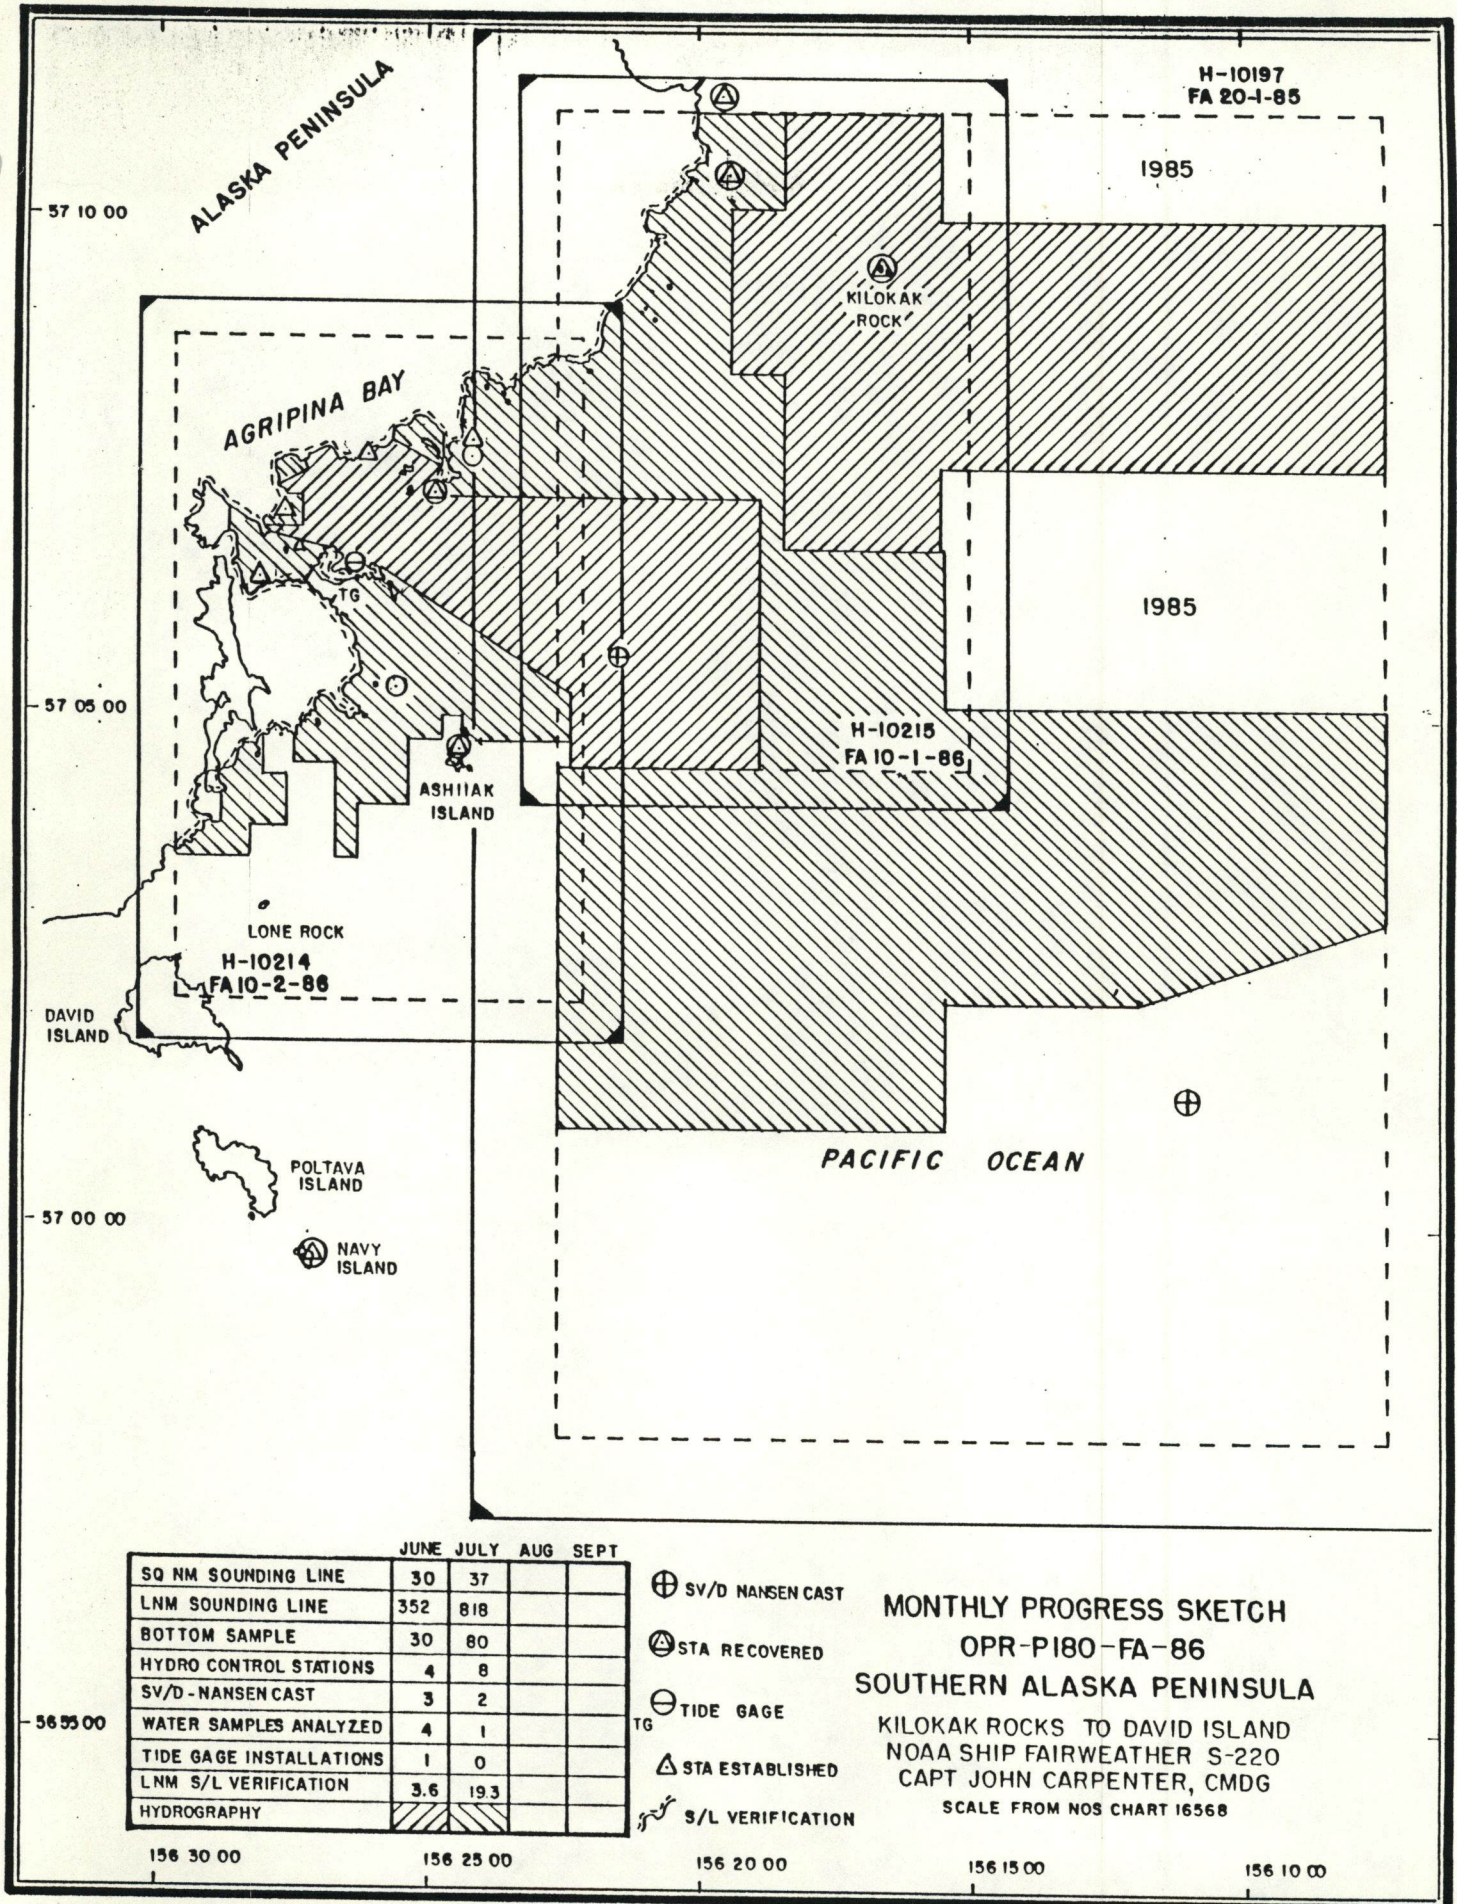 H-10197
FA 20-1-85
ALASKA PENINSULA
1985
57 10 00
KILOKAK
ROCK
AGRIPINA BAY
TG
1985
57 05 00
H-10215
FA 10-1-86
ASHIIAK
ISLAND
LONE ROCK
H-10214
FA 10-2-86
DAVID
ISLAND
PACIFIC OCEAN
POLTAVA
ISLAND
57 00 00
NAVY
ISLAND
JUNE JULY AUG SEPT
SQ NM SOUNDING LINE 30 37
LNM SOUNDING LINE 352 818
BOTTOM SAMPLE 30 80
HYDRO CONTROL STATIONS 4 8
SV/D-NANSEN CAST 3 2
WATER SAMPLES ANALYZED 4 1
TIDE GAGE INSTALLATIONS 1 0
LNM S/L VERIFICATION 3.6 19.3
HYDROGRAPHY
SV/D NANSEN CAST
STA RECOVERED
TIDE GAGE
TG
STA ESTABLISHED
S/L VERIFICATION
MONTHLY PROGRESS SKETCH
OPR-P180-FA-86
SOUTHERN ALASKA PENINSULA
KILOKAK ROCKS TO DAVID ISLAND
NOAA SHIP FAIRWEATHER S-220
CAPT JOHN CARPENTER, CMDG
SCALE FROM NOS CHART 16568
56 55 00
156 30 00
156 25 00
156 20 00
156 15 00
156 10 00